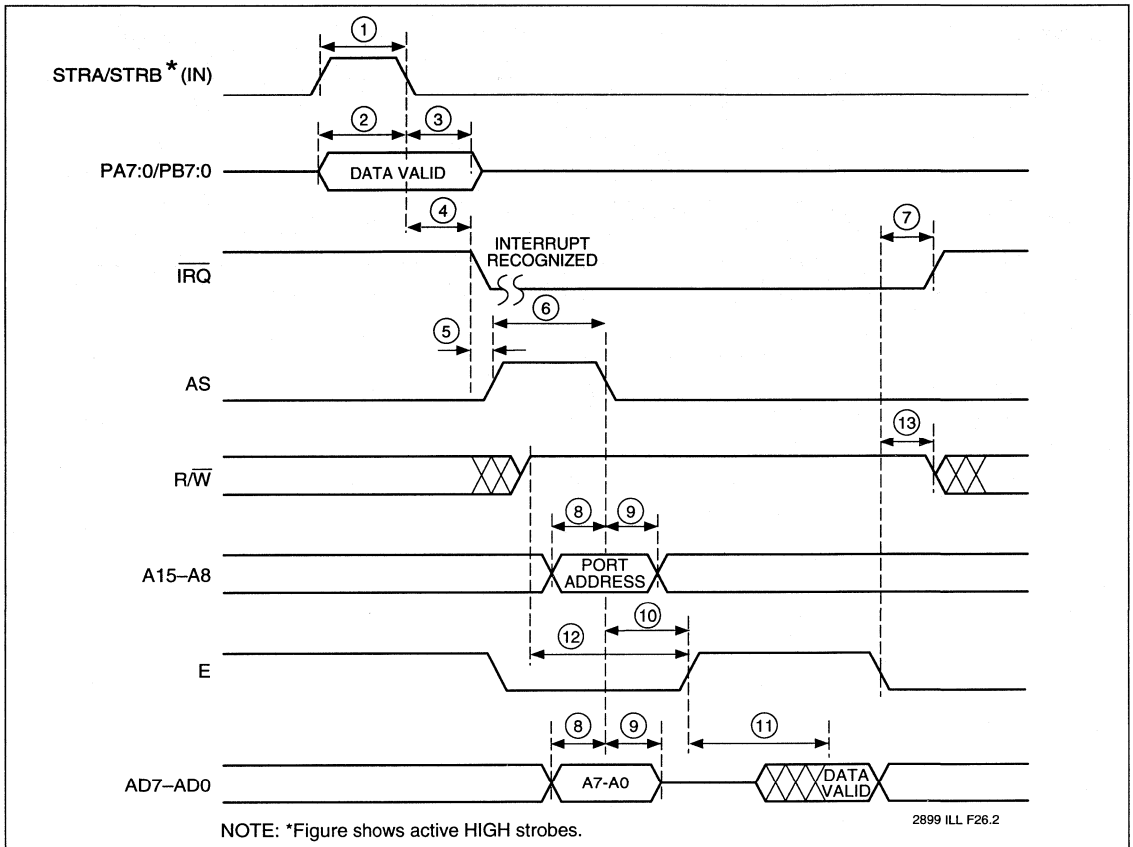 1
STRA/STRB * (IN)
2
3
PA7:0/PB7:0
DATA VALID
4
7
INTERRUPT
RECOGNIZED
IRQ
6
5
AS
13
R/W
8
9
A15–A8
PORT
ADDRESS
10
12
E
8
9
11
AD7–AD0
A7-A0
DATA
VALID
2899 ILL F26.2
NOTE: *Figure shows active HIGH strobes.